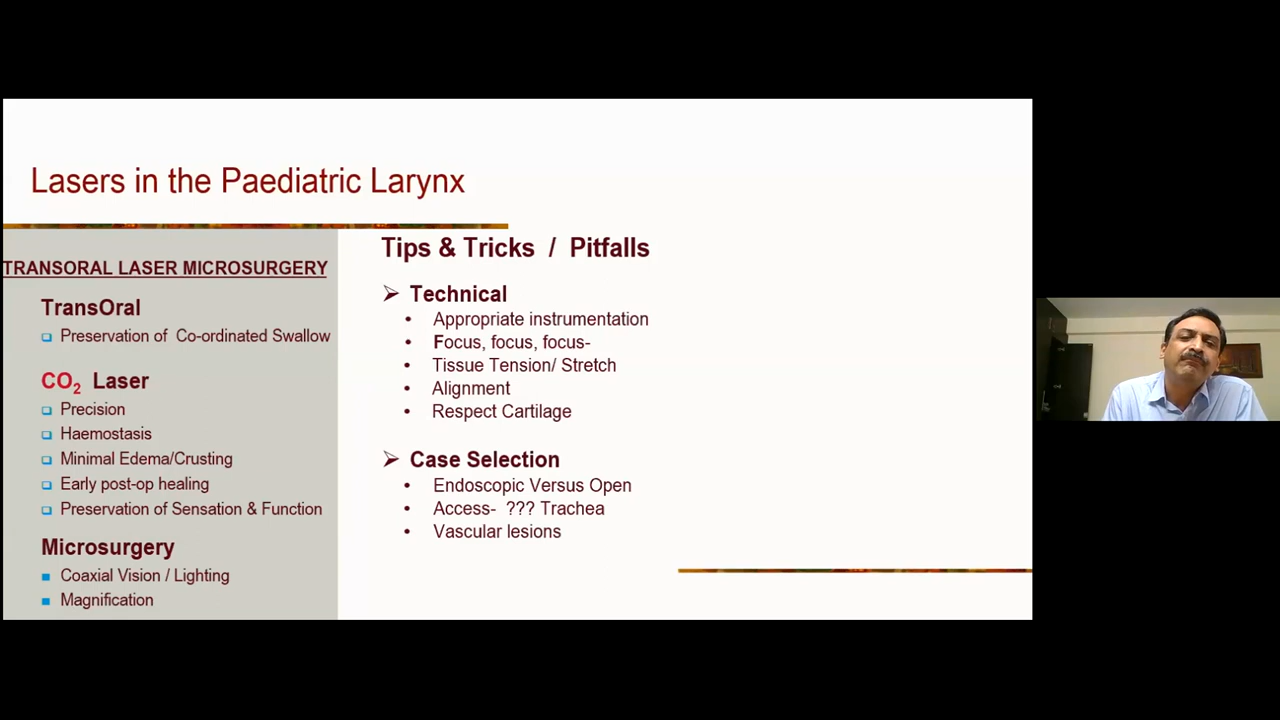 Lasers in the Paediatric Larynx
TRANSORAL LASER MICROSURGERY
TransOral
Preservation of Co-ordinated Swallow
CO₂ Laser
Precision
Haemostasis
Minimal Edema/Crusting
Early post-op healing
Preservation of Sensation & Function
Microsurgery
Coaxial Vision / Lighting
Magnification
Tips & Tricks / Pitfalls
➢ Technical
• Appropriate instrumentation
• Focus, focus, focus-
• Tissue Tension/ Stretch
• Alignment
• Respect Cartilage
➢ Case Selection
• Endoscopic Versus Open
• Access- ??? Trachea
• Vascular lesions